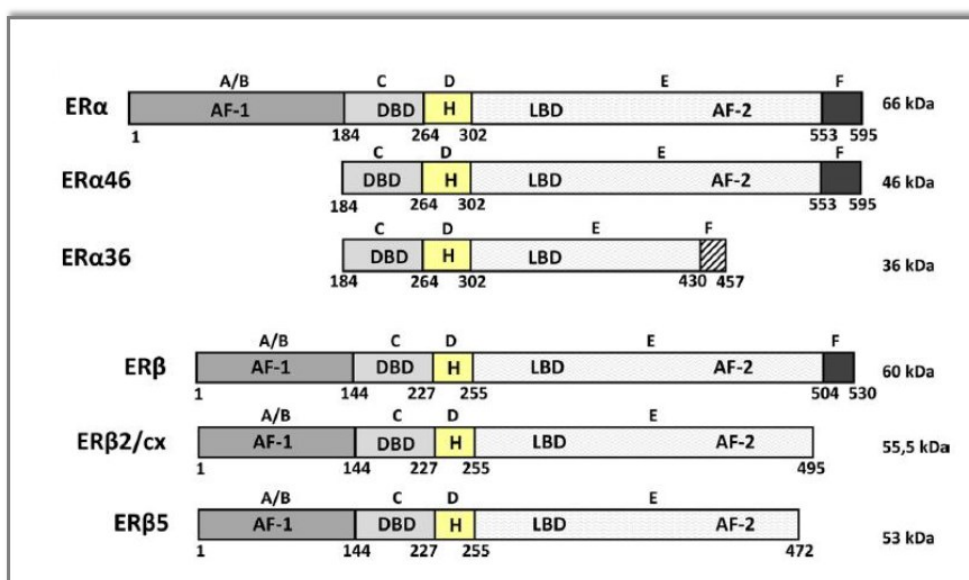 A/B C D E F
ERα AF-1 DBD H LBD AF-2 66 kDa
1 184 264 302 553 595
C D E F
ERα46 DBD H LBD AF-2 46 kDa
184 264 302 553 595
C D E F
ERα36 DBD H LBD 36 kDa
184 264 302 430 457
A/B C D E F
ERβ AF-1 DBD H LBD AF-2 60 kDa
1 144 227 255 504 530
A/B C D E
ERβ2/cx AF-1 DBD H LBD AF-2 55,5 kDa
1 144 227 255 495
A/B C D E
ERβ5 AF-1 DBD H LBD AF-2 53 kDa
1 144 227 255 472